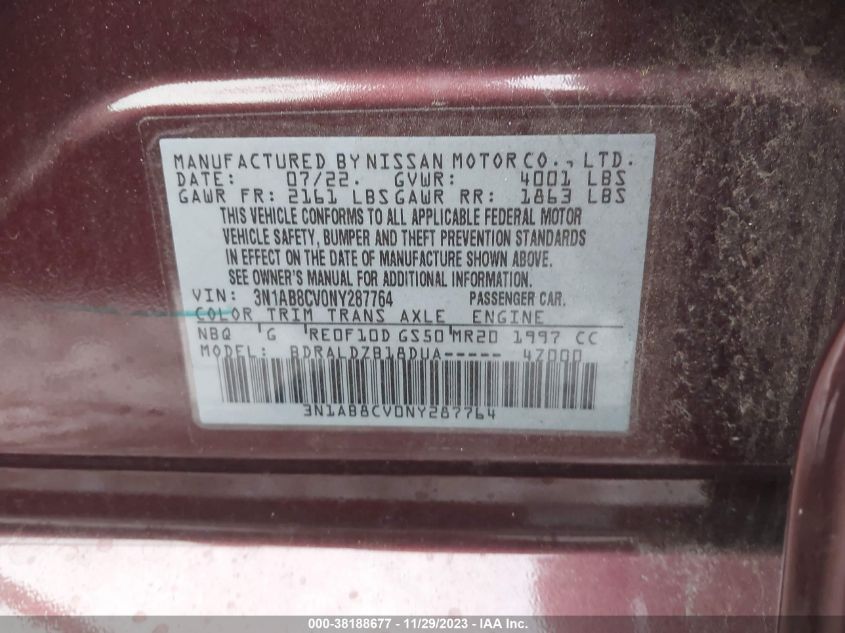 MANUFACTURED BY NISSAN MOTOR CO., LTD.
DATE: 07/22. GVWR: 4001 LBS
GAWR FR: 2161 LBS GAWR RR: 1863 LBS
THIS VEHICLE CONFORMS TO ALL APPLICABLE FEDERAL MOTOR
VEHICLE SAFETY, BUMPER AND THEFT PREVENTION STANDARDS
IN EFFECT ON THE DATE OF MANUFACTURE SHOWN ABOVE.
SEE OWNER'S MANUAL FOR ADDITIONAL INFORMATION.
VIN: 3N1AB8CV0NY287764 PASSENGER CAR.
COLOR TRIM TRANS AXLE ENGINE
NBQ G RE0F10D GS50 MR20 1997 CC
MODEL: BDRALDZB18DUA----- 4Z000
3N1AB8CV0NY287764
000-38188677 - 11/29/2023 - IAA Inc.